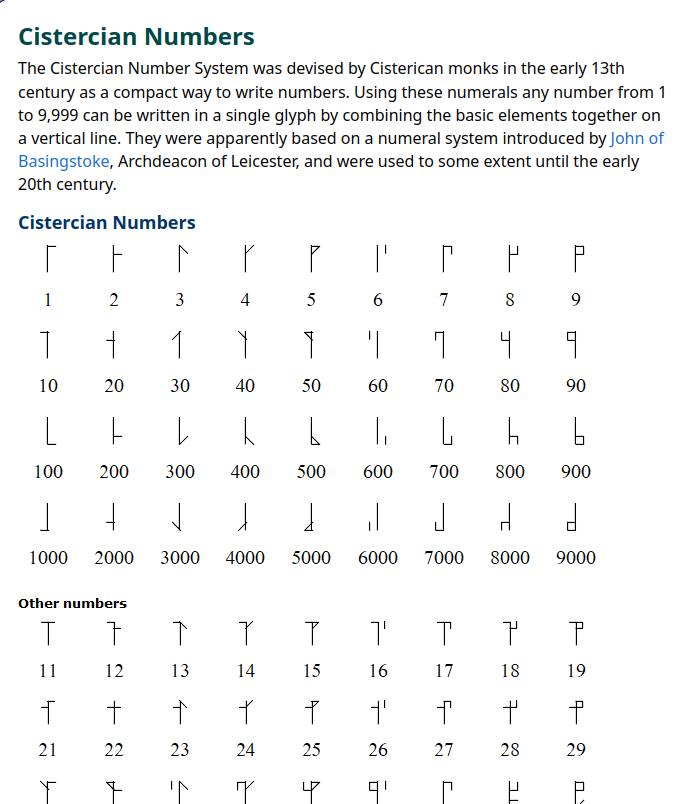 Cistercian Numbers
The Cistercian Number System was devised by Cisterican monks in the early 13th
century as a compact way to write numbers. Using these numerals any number from 1
to 9,999 can be written in a single glyph by combining the basic elements together on
a vertical line. They were apparently based on a numeral system introduced by John of
Basingstoke, Archdeacon of Leicester, and were used to some extent until the early
20th century.
Cistercian Numbers
1 2 3 4 5 6 7 8 9
10 20 30 40 50 60 70 80 90
100 200 300 400 500 600 700 800 900
1000 2000 3000 4000 5000 6000 7000 8000 9000
Other numbers
11 12 13 14 15 16 17 18 19
21 22 23 24 25 26 27 28 29